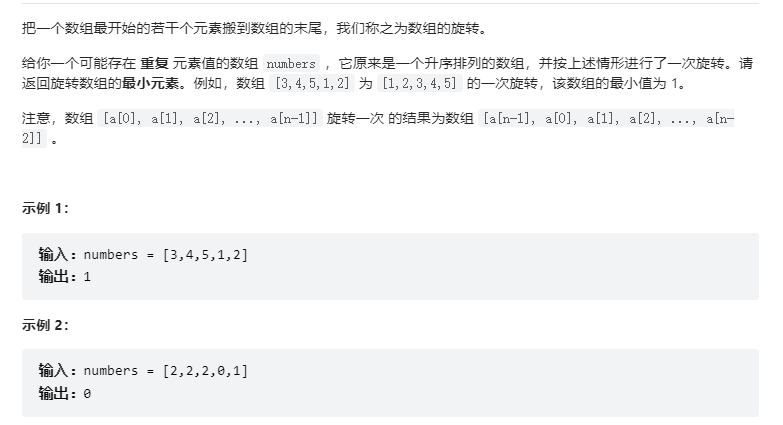 把一个数组最开始的若干个元素搬到数组的末尾，我们称之为数组的旋转。
给你一个可能存在 重复 元素值的数组 numbers ，它原来是一个升序排列的数组，并按上述情形进行了一次旋转。请
返回旋转数组的最小元素。例如，数组 [3,4,5,1,2] 为 [1,2,3,4,5] 的一次旋转，该数组的最小值为 1。
注意，数组 [a[0], a[1], a[2], ..., a[n-1]] 旋转一次 的结果为数组 [a[n-1], a[0], a[1], a[2], ..., a[n-
2]] 。
示例 1：
输入：numbers = [3,4,5,1,2]
输出：1
示例 2：
输入：numbers = [2,2,2,0,1]
输出：0